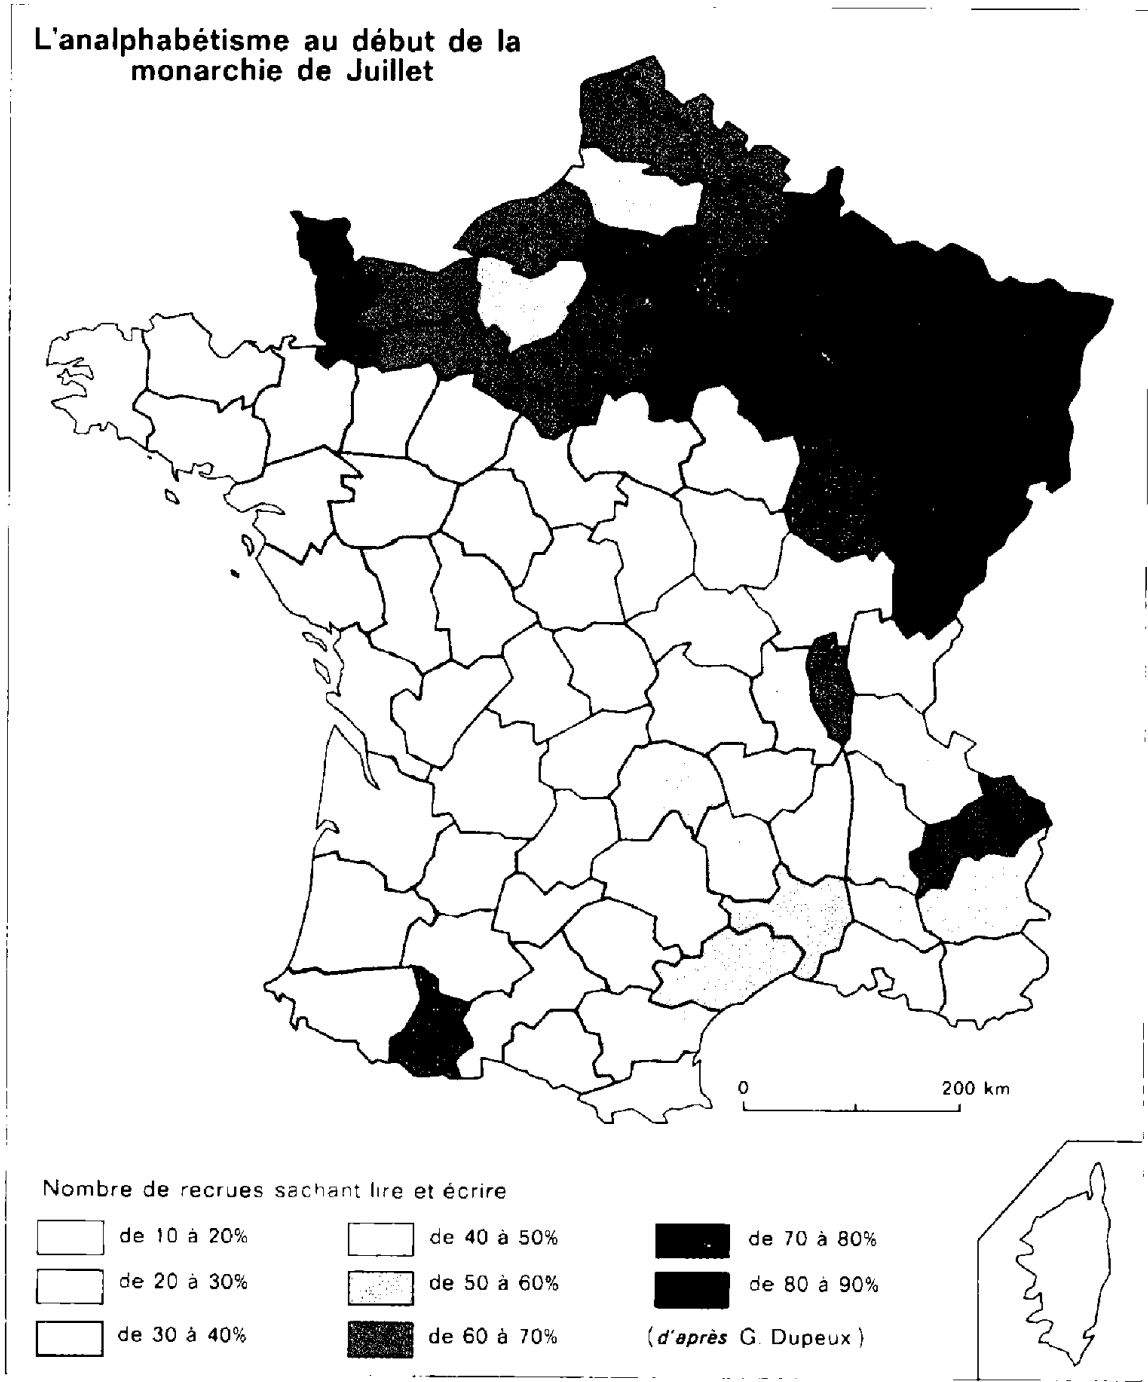 L'analphabétisme au début de la
monarchie de Juillet
0 200 km
Nombre de recrues sachant lire et écrire
de 10 à 20%
de 20 à 30%
de 30 à 40%
de 40 à 50%
de 50 à 60%
de 60 à 70%
de 70 à 80%
de 80 à 90%
(d'après G. Dupeux)